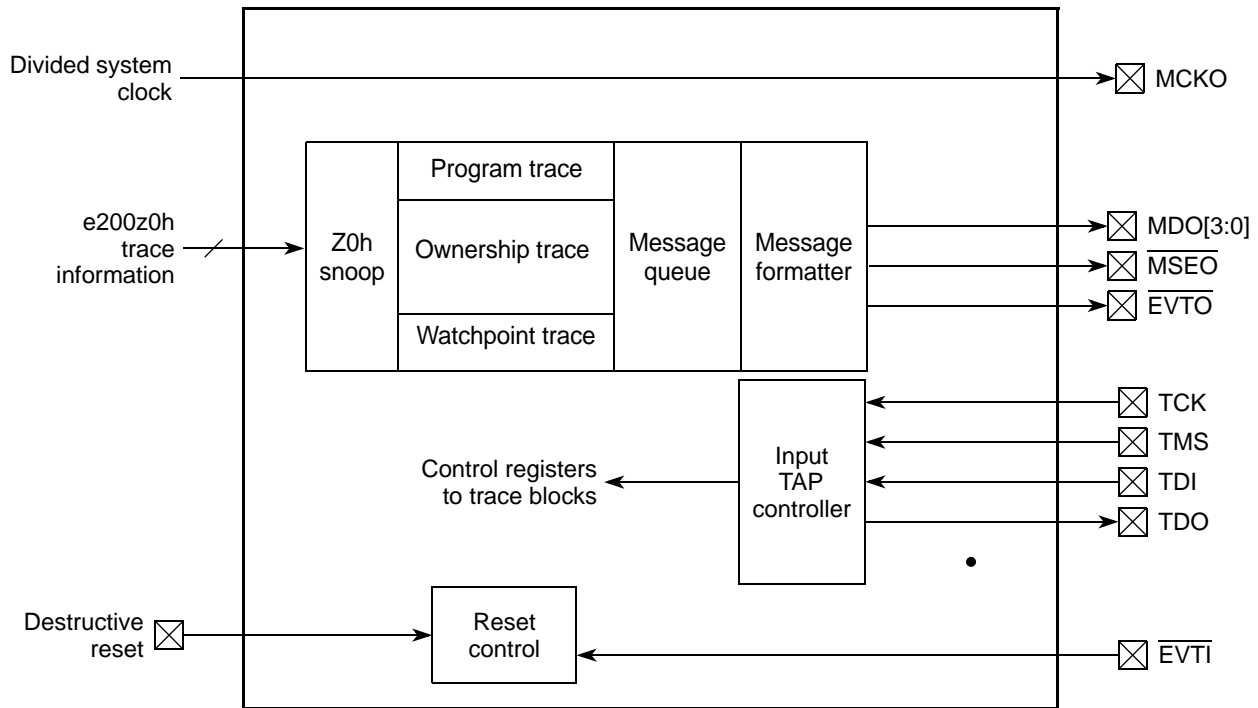 Divided system
clock
MCKO
e200z0h
trace
information
Z0h
snoop
Program trace
Ownership trace
Watchpoint trace
Message
queue
Message
formatter
MDO[3:0]
MSEO
EVTO
Control registers
to trace blocks
Input
TAP
controller
TCK
TMS
TDI
TDO
Destructive
reset
Reset
control
EVTI